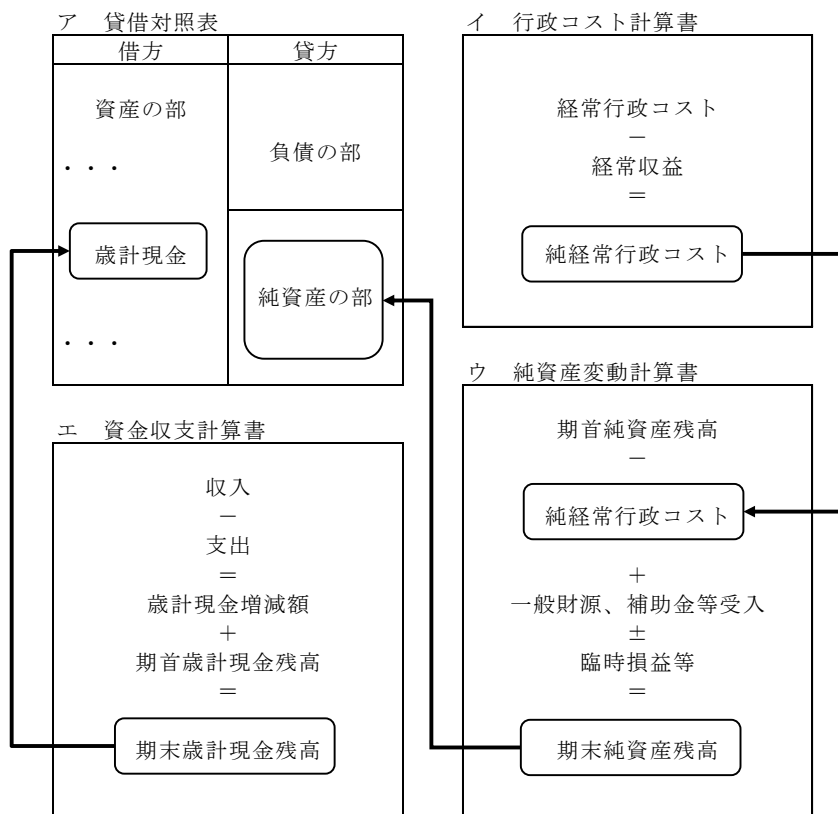 ア 貸借対照表
借方 貸方
資産の部
負債の部
・・・
歳計現金
純資産の部
・・・
イ 行政コスト計算書
経常行政コスト
－
経常収益
＝
純経常行政コスト
ウ 純資産変動計算書
期首純資産残高
－
純経常行政コスト
＋
一般財源、補助金等受入
±
臨時損益等
＝
期末純資産残高
エ 資金収支計算書
収入
－
支出
＝
歳計現金増減額
＋
期首歳計現金残高
＝
期末歳計現金残高